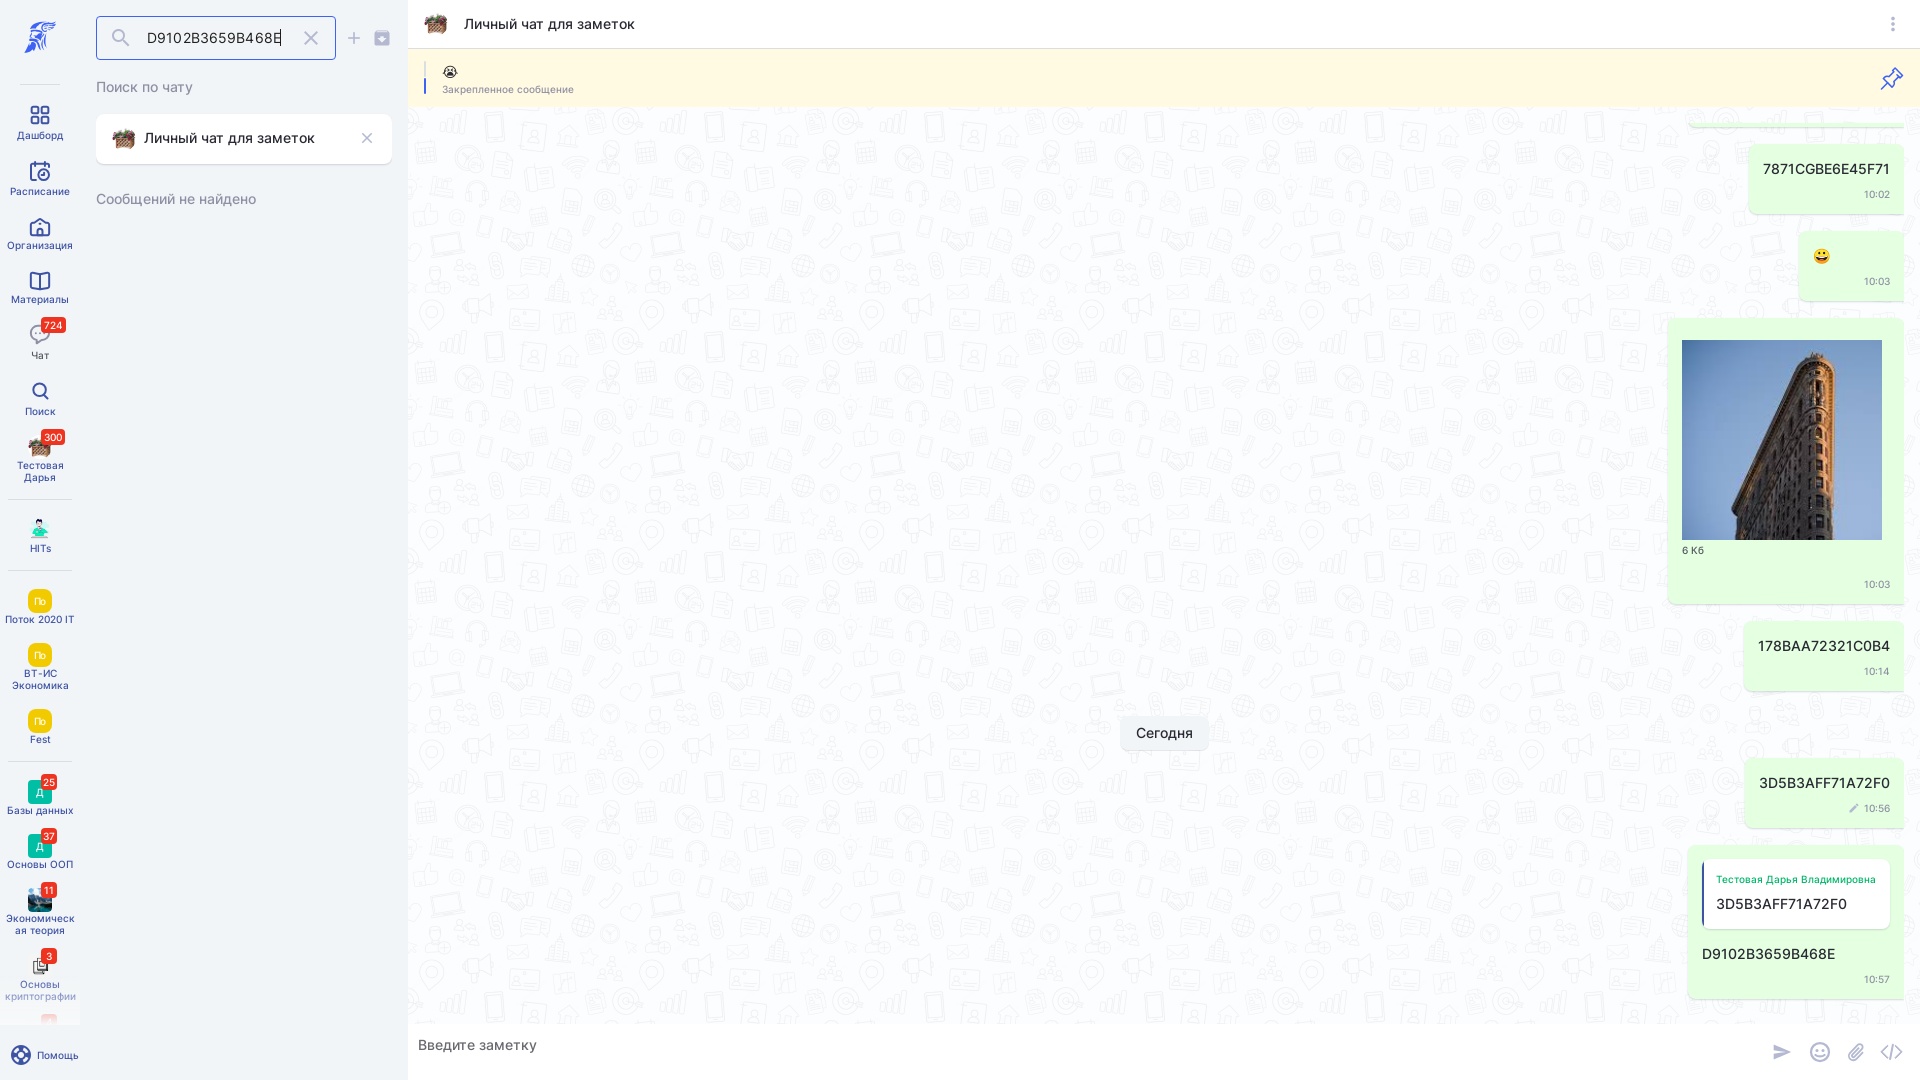 D9102B3659B468E
Поиск по чату
Личный чат для заметок
Сообщений не найдено
Дашборд
Расписание
Организация
Материалы
724
Чат
Поиск
300
Тестовая
Дарья
HITs
По
Поток 2020 IT
По
ВТ-ИС
Экономика
По
Fest
25
Д
Базы данных
37
Д
Основы ООП
11
Экономическ
ая теория
3
Основы
криптографии
Помощь
Личный чат для заметок
Закрепленное сообщение
7871CGBE6E45F71
10:02
10:03
6 Кб
10:03
178BAA72321C0B4
10:14
Сегодня
3D5B3AFF71A72F0
10:56
Тестовая Дарья Владимировна
3D5B3AFF71A72F0
D9102B3659B468E
10:57
Введите заметку